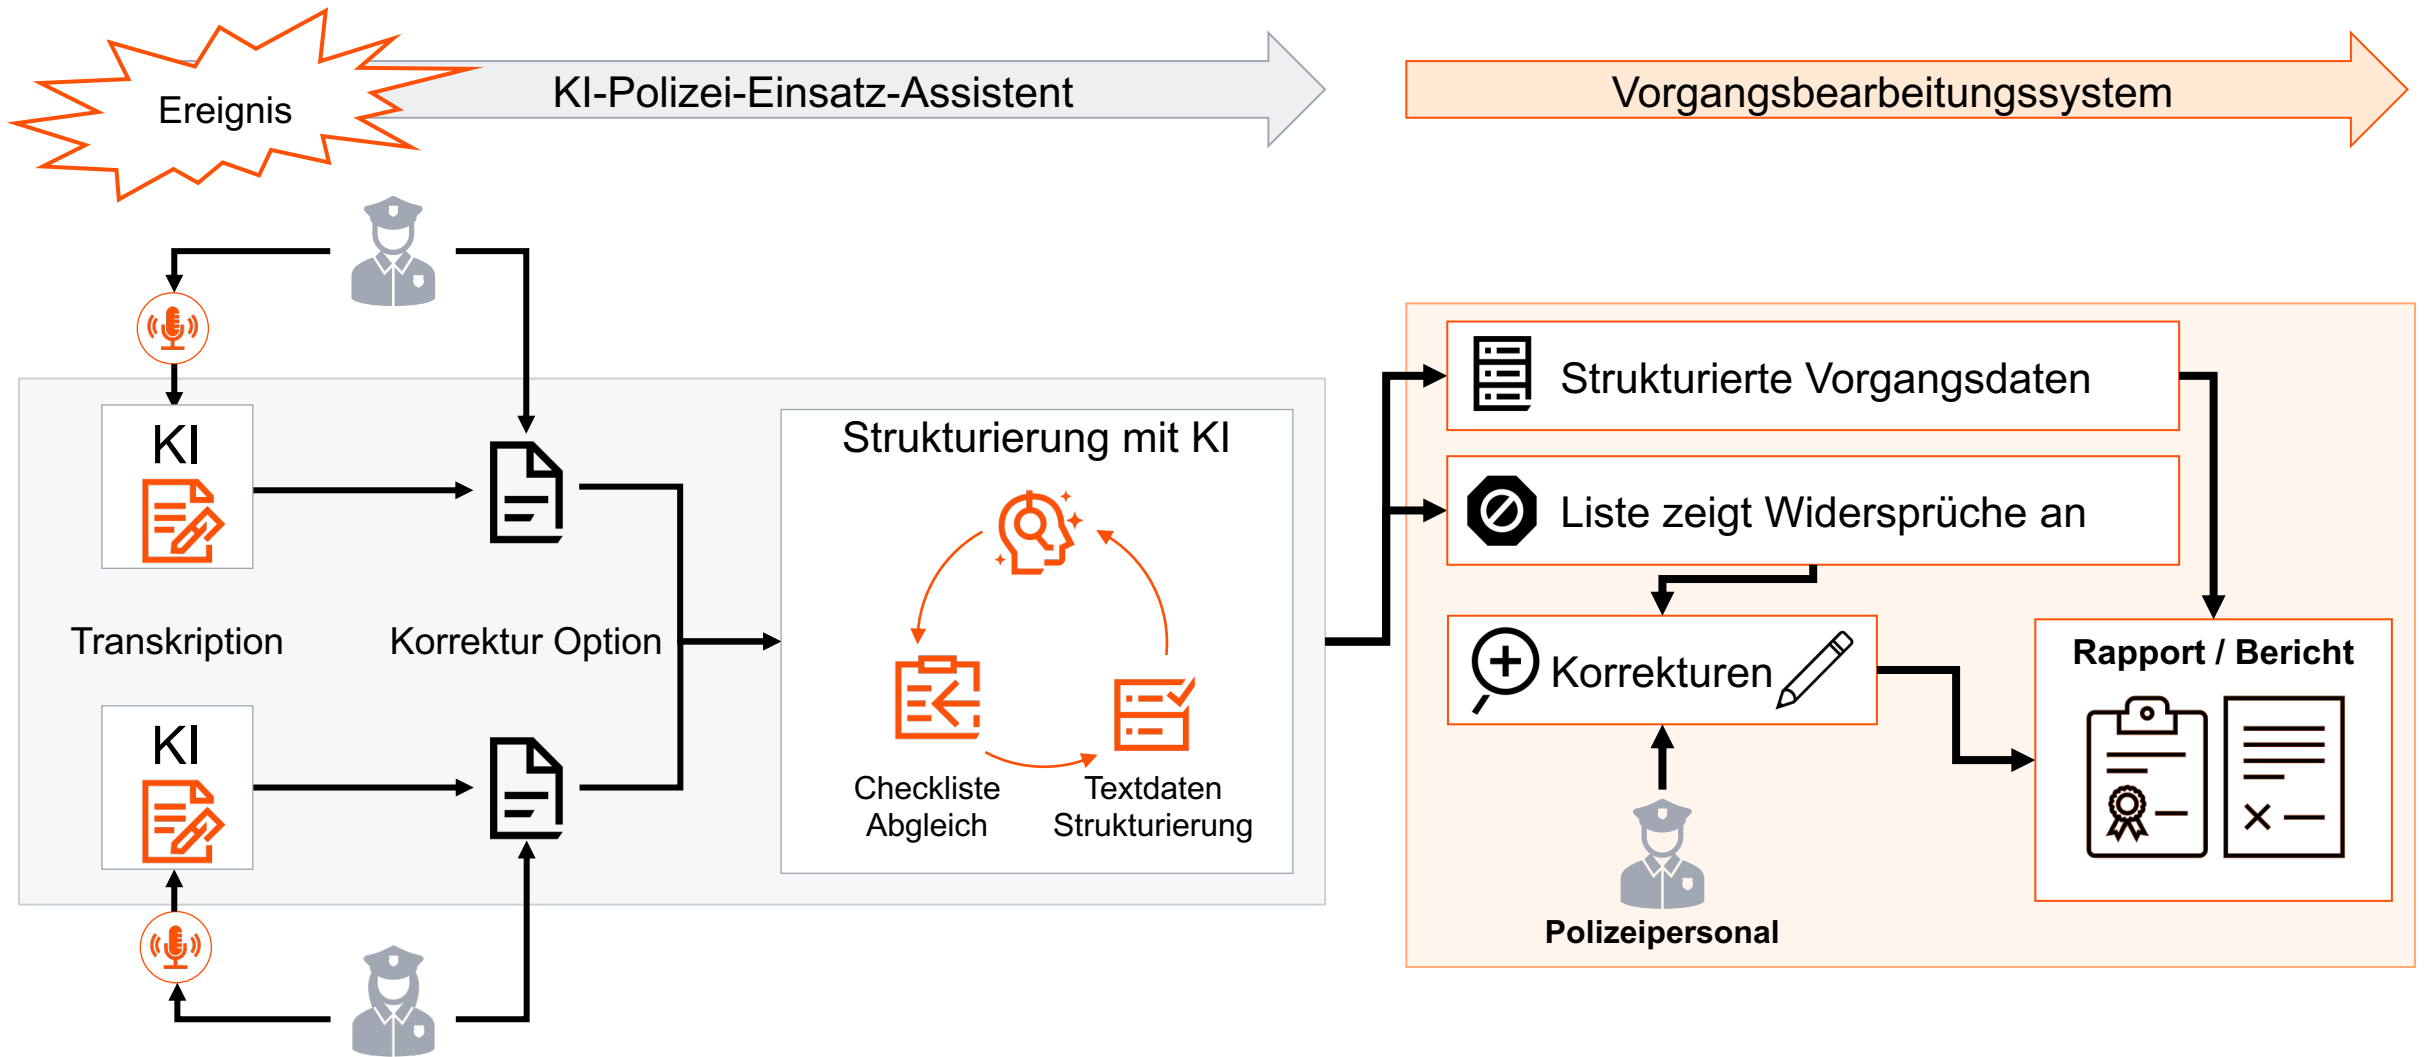 Ereignis
KI-Polizei-Einsatz-Assistent
Vorgangsbearbeitungssystem
KI
Transkription
KI
Korrektur Option
Strukturierung mit KI
Checkliste
Abgleich
Textdaten
Strukturierung
Strukturierte Vorgangsdaten
Liste zeigt Widersprüche an
Korrekturen
Polizeipersonal
Rapport / Bericht